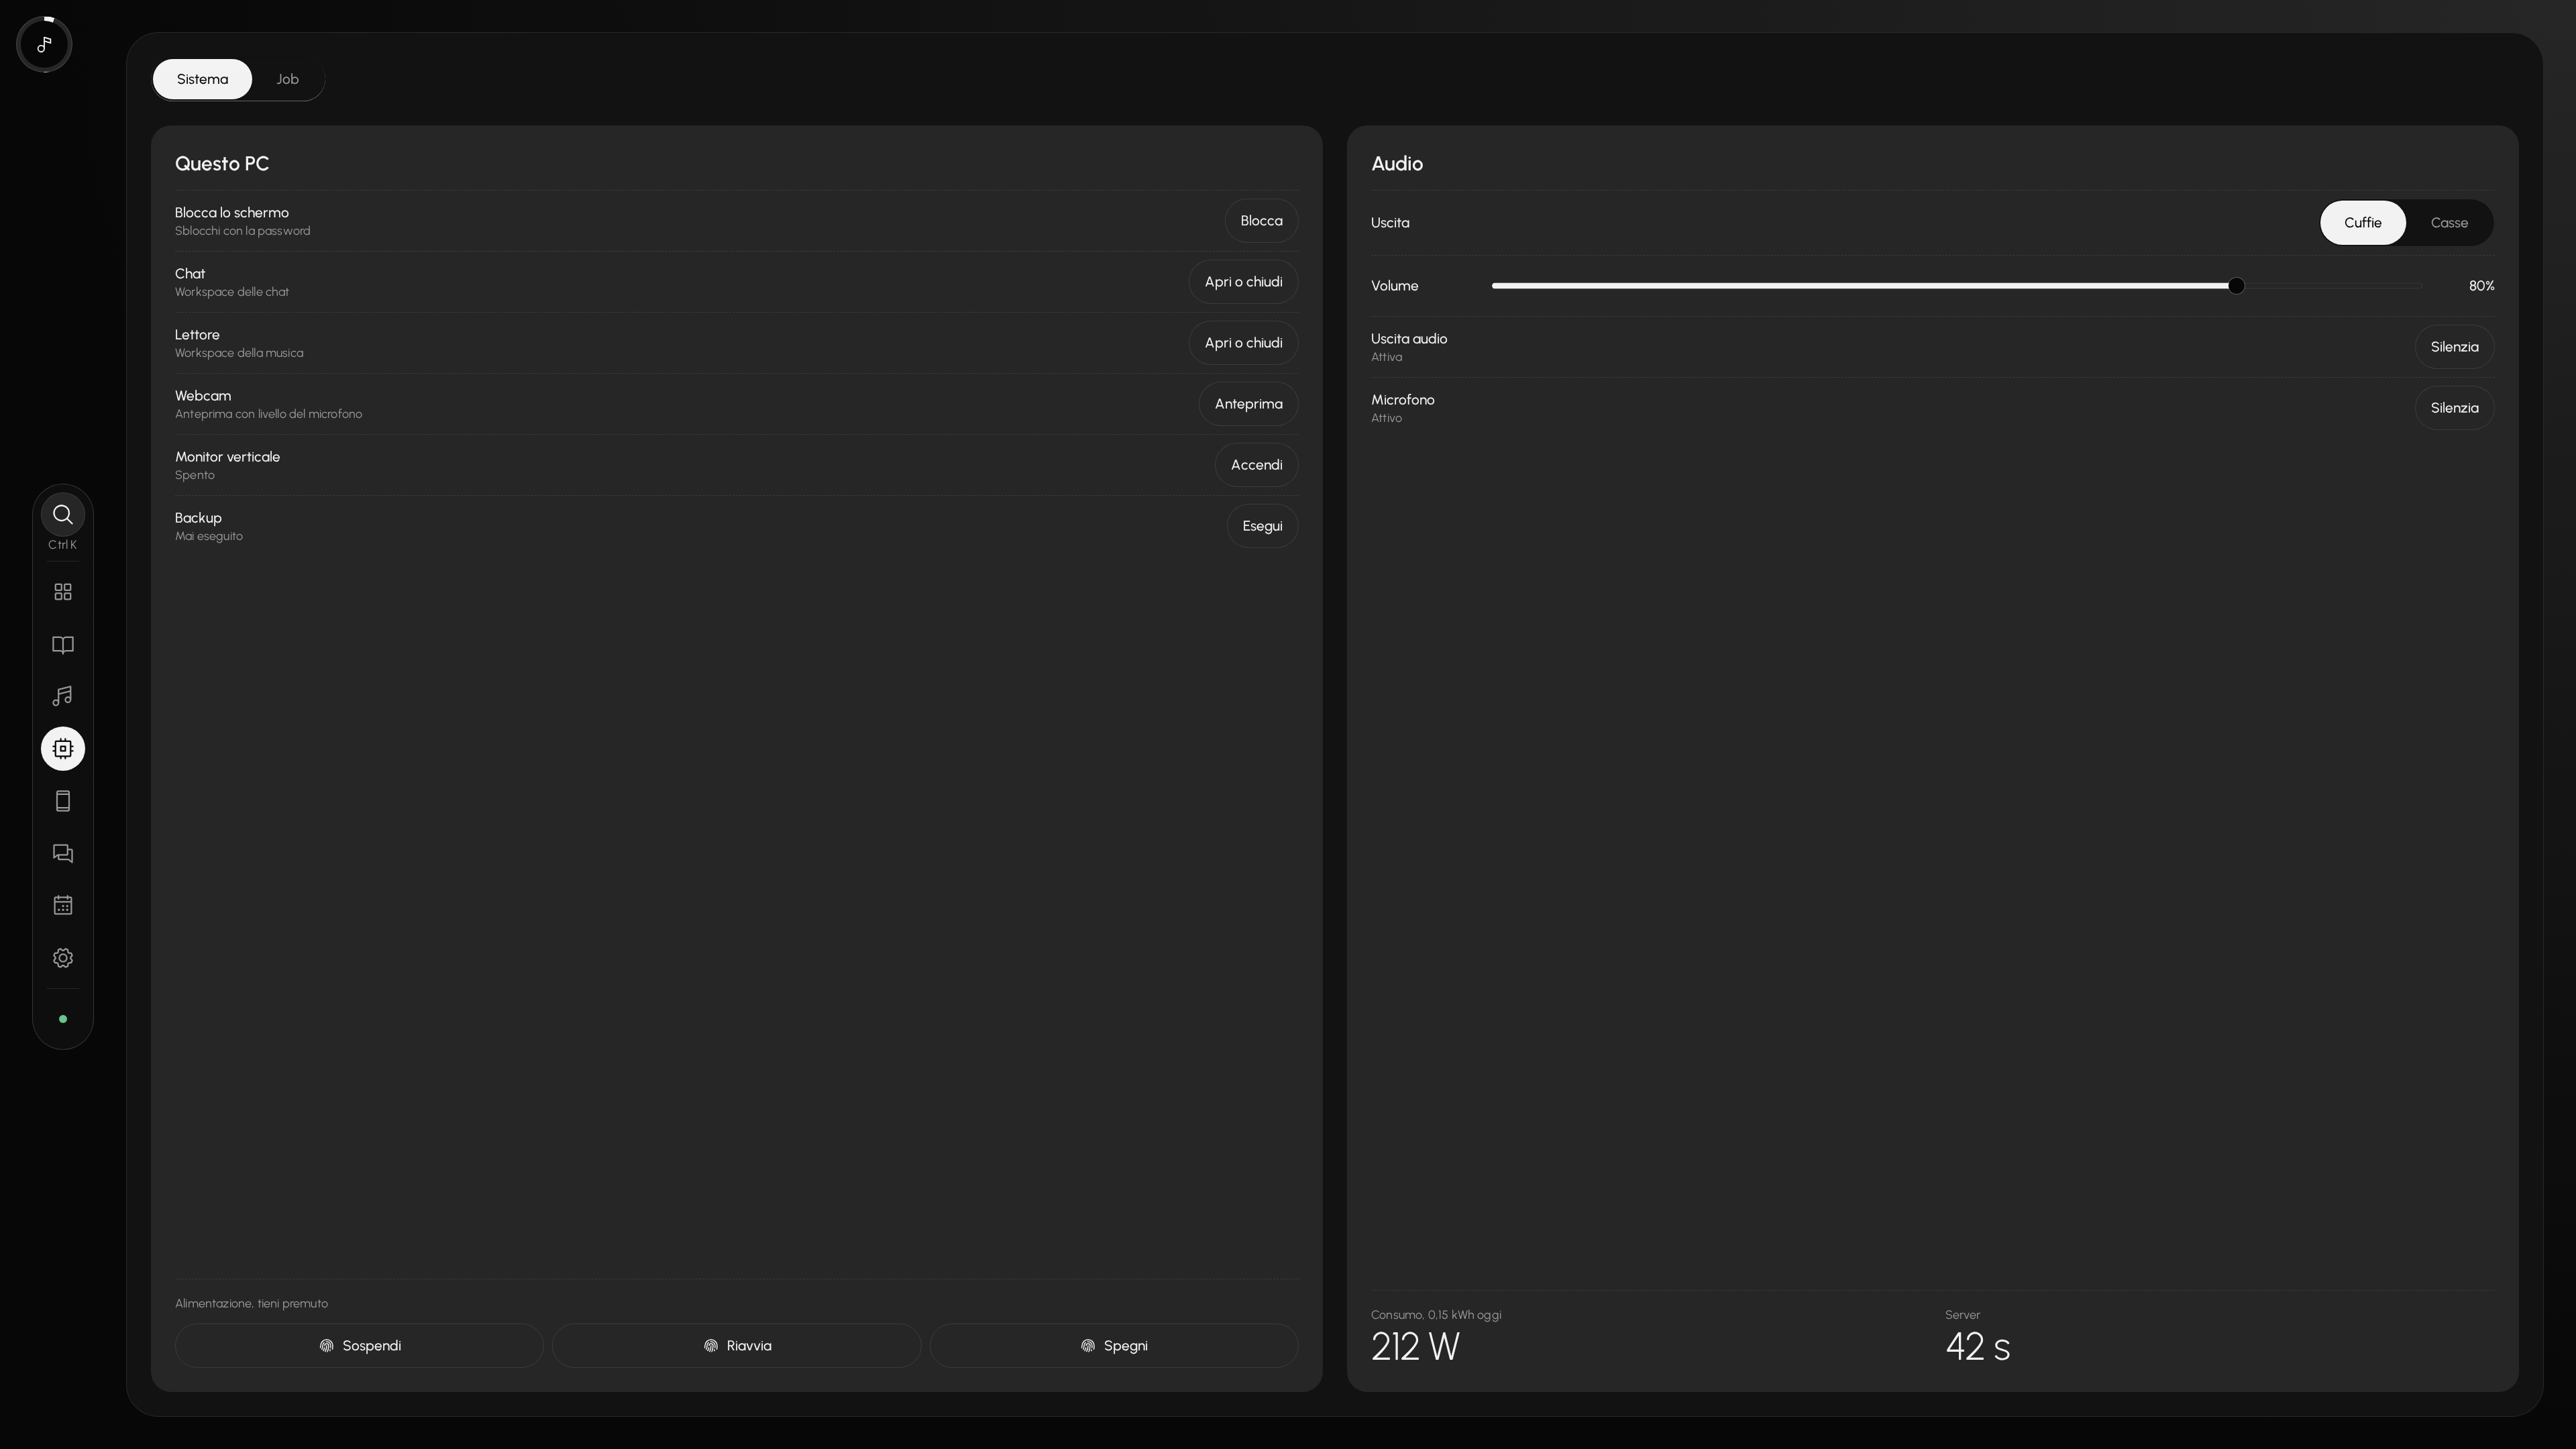 Sistema
Job
Questo PC
Blocca lo schermo
Sblocchi con la password
Blocca
Chat
Workspace delle chat
Apri o chiudi
Lettore
Workspace della musica
Apri o chiudi
Webcam
Anteprima con livello del microfono
Anteprima
Monitor verticale
Spento
Accendi
Backup
Mai eseguito
Esegui
Alimentazione, tieni premuto
Sospendi
Riavvia
Spegni
Audio
Uscita
Cuffie
Casse
Volume
80%
Uscita audio
Attiva
Silenzia
Microfono
Attivo
Silenzia
Consumo, 0,15 kWh oggi
212 W
Server
42 s
Ctrl K